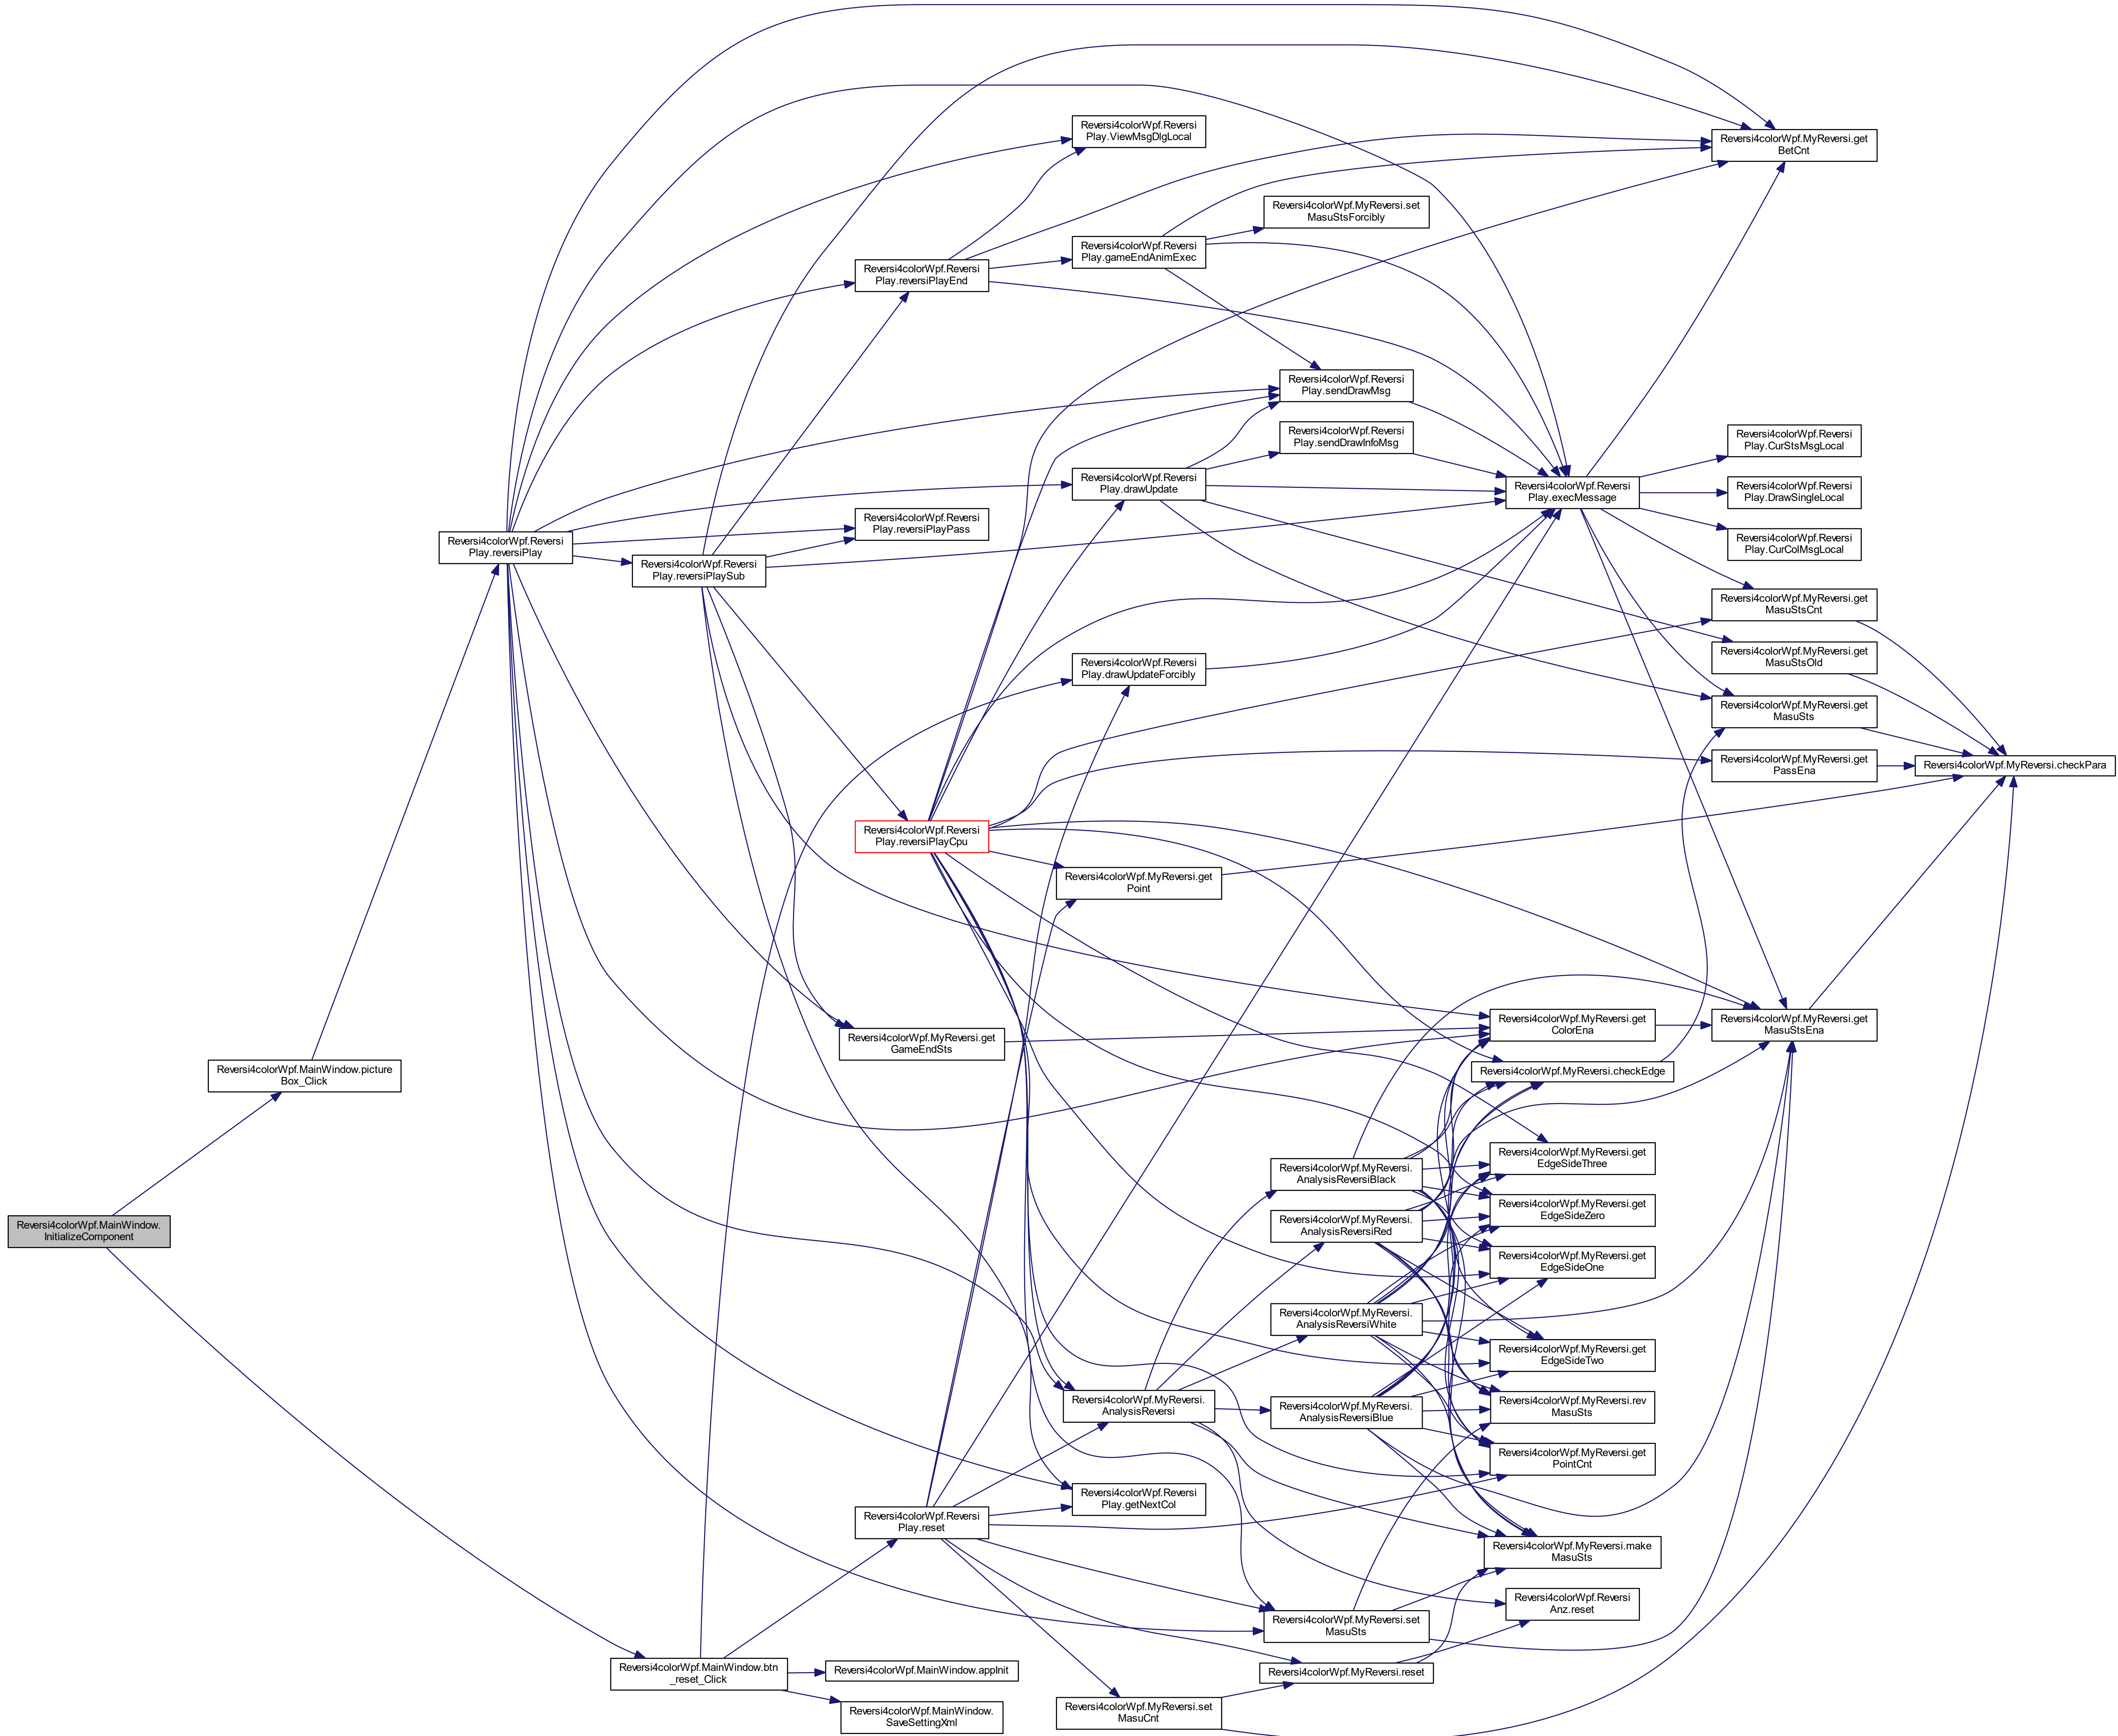 Reversi4colorWpf.MainWindow.
InitializeComponent
Reversi4colorWpf.MainWindow.picture
Box_Click
Reversi4colorWpf.Reversi
Play.reversiPlay
Reversi4colorWpf.MainWindow.btn
_reset_Click
Reversi4colorWpf.Reversi
Play.reversiPlaySub
Reversi4colorWpf.Reversi
Play.reversiPlayEnd
Reversi4colorWpf.Reversi
Play.reversiPlayPass
Reversi4colorWpf.Reversi
Play.reversiPlayCpu
Reversi4colorWpf.MyReversi.get
GameEndSts
Reversi4colorWpf.Reversi
Play.reset
Reversi4colorWpf.MainWindow.appInit
Reversi4colorWpf.MainWindow.
SaveSettingXml
Reversi4colorWpf.Reversi
Play.ViewMsgDlgLocal
Reversi4colorWpf.Reversi
Play.gameEndAnimExec
Reversi4colorWpf.Reversi
Play.drawUpdate
Reversi4colorWpf.Reversi
Play.drawUpdateForcibly
Reversi4colorWpf.MyReversi.get
Point
Reversi4colorWpf.MyReversi.
AnalysisReversi
Reversi4colorWpf.Reversi
Play.getNextCol
Reversi4colorWpf.MyReversi.set
MasuCnt
Reversi4colorWpf.MyReversi.set
MasuStsForcibly
Reversi4colorWpf.Reversi
Play.sendDrawMsg
Reversi4colorWpf.Reversi
Play.sendDrawInfoMsg
Reversi4colorWpf.MyReversi.
AnalysisReversiBlack
Reversi4colorWpf.MyReversi.
AnalysisReversiRed
Reversi4colorWpf.MyReversi.
AnalysisReversiWhite
Reversi4colorWpf.MyReversi.
AnalysisReversiBlue
Reversi4colorWpf.MyReversi.set
MasuSts
Reversi4colorWpf.MyReversi.reset
Reversi4colorWpf.Reversi
Play.execMessage
Reversi4colorWpf.MyReversi.get
ColorEna
Reversi4colorWpf.MyReversi.checkEdge
Reversi4colorWpf.MyReversi.get
EdgeSideThree
Reversi4colorWpf.MyReversi.get
EdgeSideZero
Reversi4colorWpf.MyReversi.get
EdgeSideOne
Reversi4colorWpf.MyReversi.get
EdgeSideTwo
Reversi4colorWpf.MyReversi.rev
MasuSts
Reversi4colorWpf.MyReversi.get
PointCnt
Reversi4colorWpf.MyReversi.make
MasuSts
Reversi4colorWpf.Reversi
Anz.reset
Reversi4colorWpf.MyReversi.get
BetCnt
Reversi4colorWpf.Reversi
Play.CurStsMsgLocal
Reversi4colorWpf.Reversi
Play.DrawSingleLocal
Reversi4colorWpf.Reversi
Play.CurColMsgLocal
Reversi4colorWpf.MyReversi.get
MasuStsCnt
Reversi4colorWpf.MyReversi.get
MasuStsOld
Reversi4colorWpf.MyReversi.get
MasuSts
Reversi4colorWpf.MyReversi.get
PassEna
Reversi4colorWpf.MyReversi.get
MasuStsEna
Reversi4colorWpf.MyReversi.checkPara